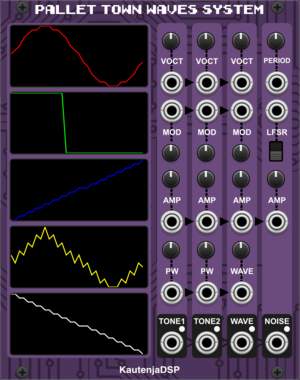 PALLET TOWN WAVES SYSTEM
VOCT VOCT VOCT PERIOD
MOD MOD MOD LFSR
AMP AMP AMP AMP
PW PW WAVE
TONE1 TONE2 WAVE NOISE
KautenjaDSP